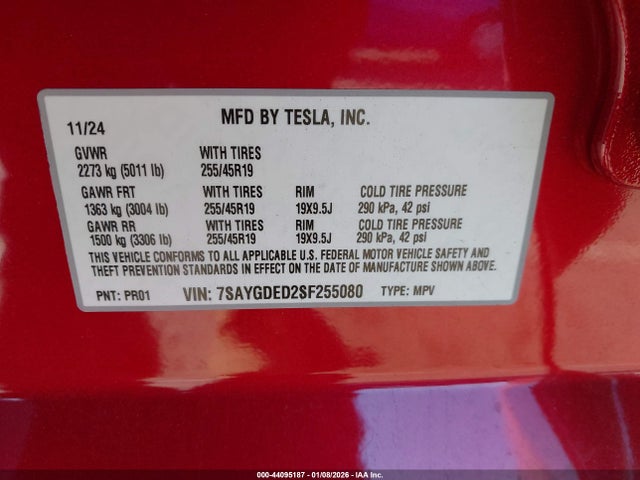 11/24 MFD BY TESLA, INC.
GVWR WITH TIRES
2273 kg (5011 lb) 255/45R19
GAWR FRT WITH TIRES RIM COLD TIRE PRESSURE
1363 kg (3004 lb) 255/45R19 19X9.5J 290 kPa, 42 psi
GAWR RR WITH TIRES RIM COLD TIRE PRESSURE
1500 kg (3306 lb) 255/45R19 19X9.5J 290 kPa, 42 psi
THIS VEHICLE CONFORMS TO ALL APPLICABLE U.S. FEDERAL MOTOR VEHICLE SAFETY AND
THEFT PREVENTION STANDARDS IN EFFECT ON THE DATE OF MANUFACTURE SHOWN ABOVE.
PNT: PR01 VIN: 7SAYGDED2SF255080 TYPE: MPV
000-44095187 - 01/08/2026 - IAA Inc.